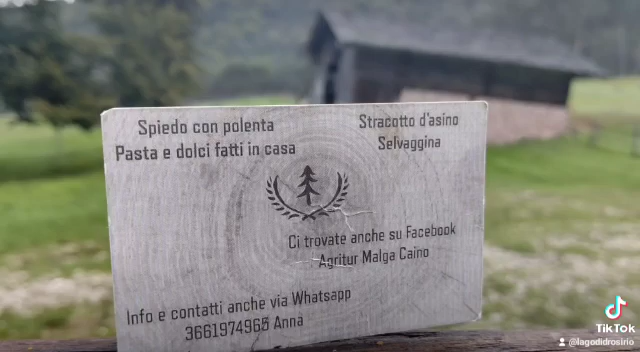 Spiedo con polenta
Pasta e dolci fatti in casa
Stracotto d'asino
Selvaggina
Ci trovate anche su Facebook
Agritur Malga Caino
Info e contatti anche via Whatsapp
3661974965 Anna
TikTok
@lagodidrosirio